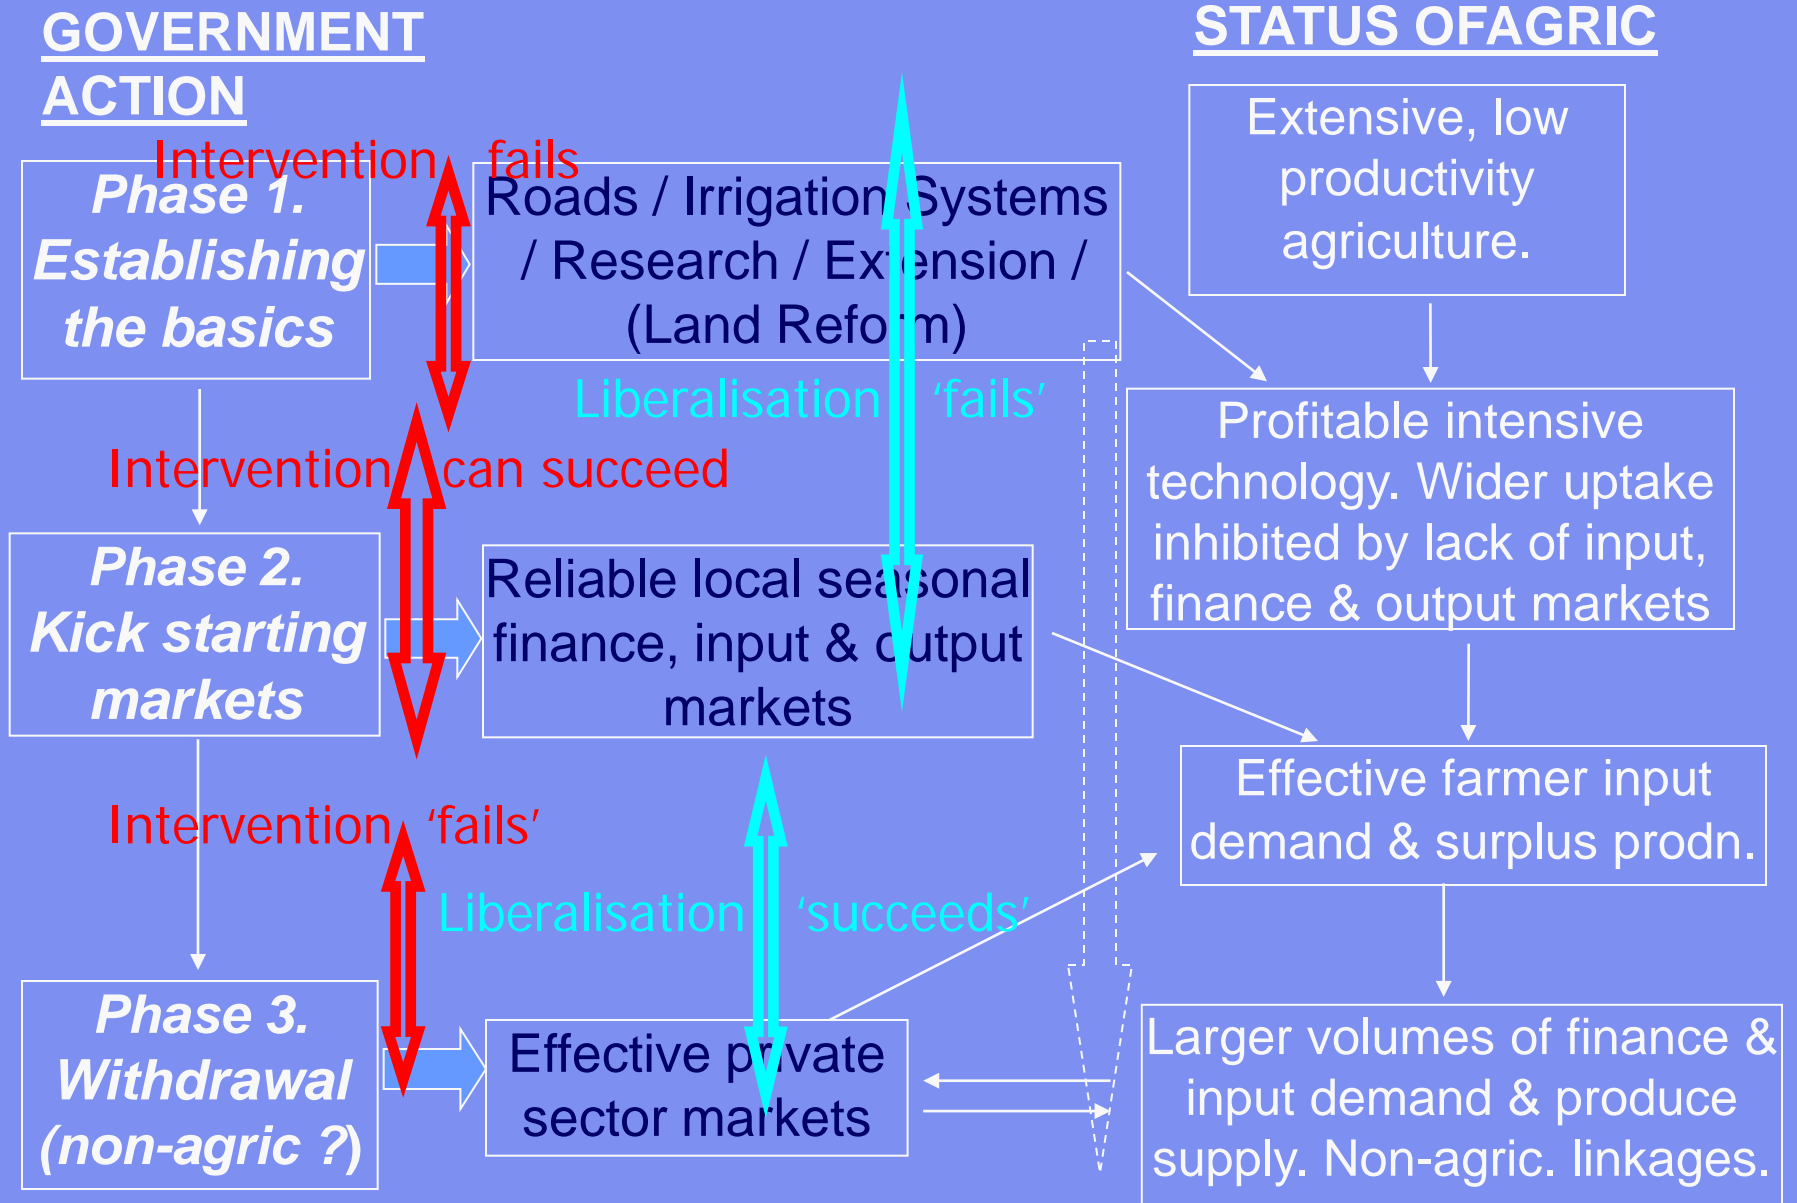 GOVERNMENT
ACTION
STATUS OFAGRIC
Intervention fails
Phase 1.
Establishing
the basics
Roads / Irrigation Systems
/ Research / Extension /
(Land Reform)
Extensive, low
productivity
agriculture.
Liberalisation ‘fails’
Intervention can succeed
Profitable intensive
technology. Wider uptake
inhibited by lack of input,
finance & output markets
Phase 2.
Kick starting
markets
Reliable local seasonal
finance, input & output
markets
Effective farmer input
demand & surplus prodn.
Intervention ‘fails’
Liberalisation ‘succeeds’
Phase 3.
Withdrawal
(non-agric ?)
Effective private
sector markets
Larger volumes of finance &
input demand & produce
supply. Non-agric. linkages.